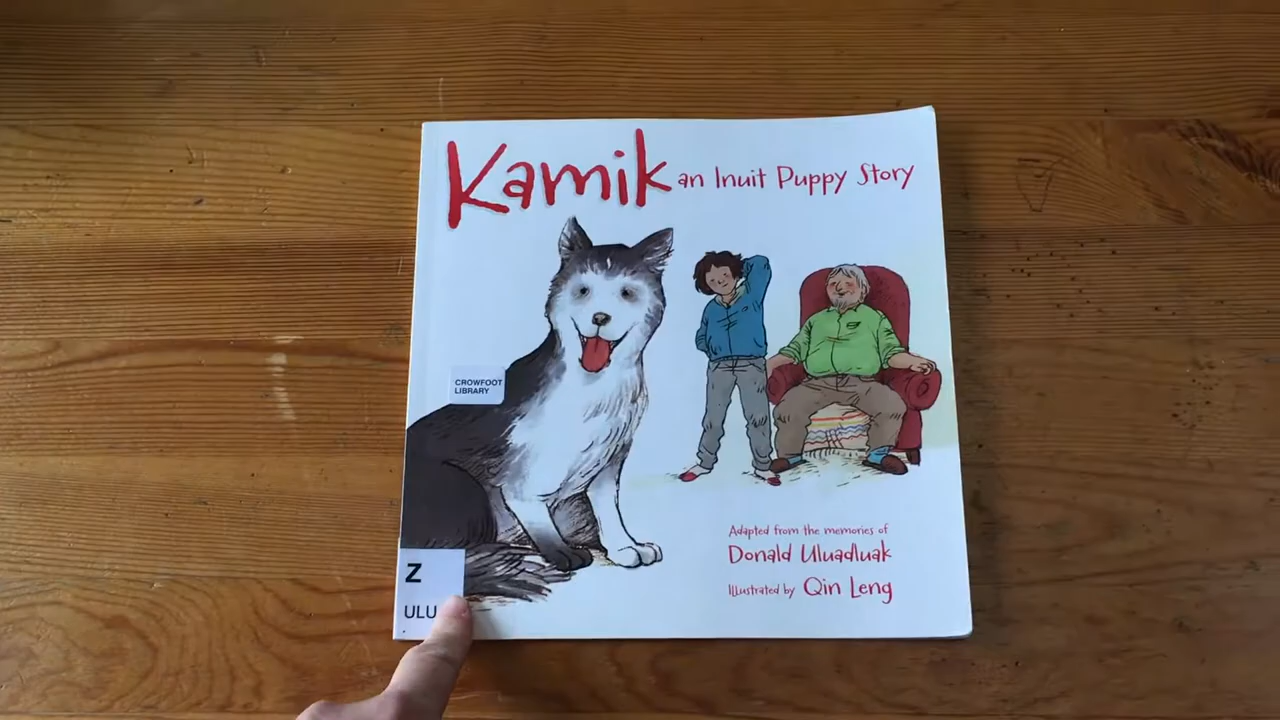 Kamik an Inuit Puppy Story
CROWFOOT
LIBRARY
Adapted from the memories of
Donald Uluadluak
Illustrated by Qin Leng
Z
ULU